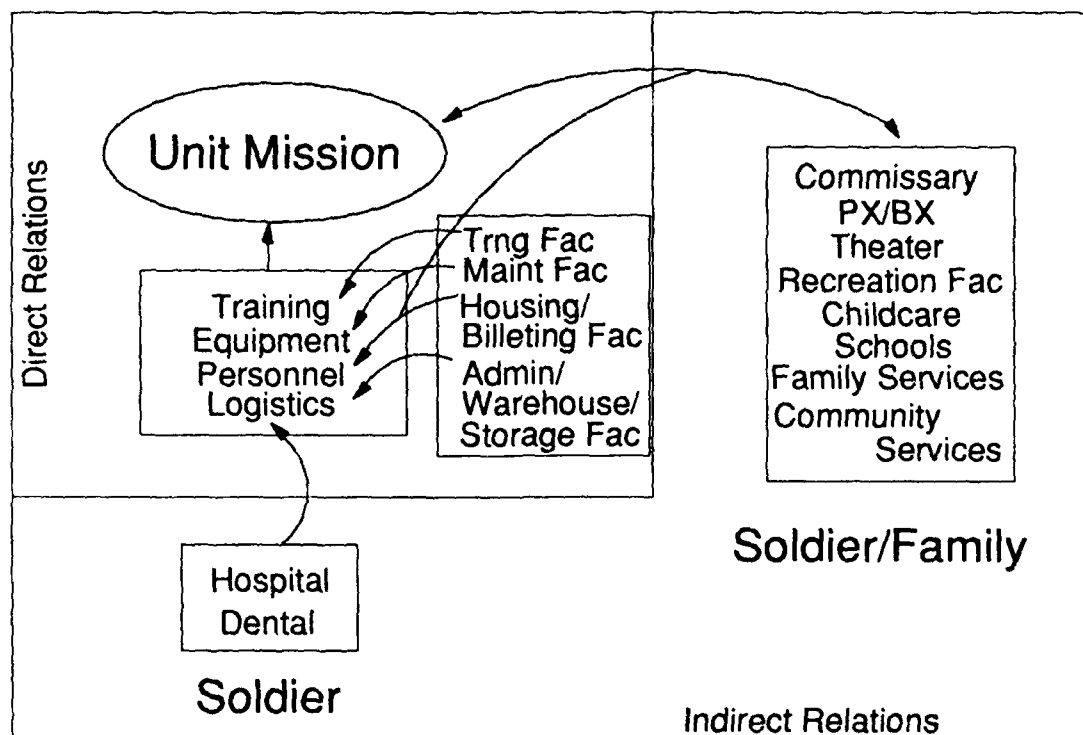 Direct Relations
Unit Mission
Training
Equipment
Personnel
Logistics
Trng Fac
Maint Fac
Housing/
Billeting Fac
Admin/
Warehouse/
Storage Fac
Commissary
PX/BX
Theater
Recreation Fac
Childcare
Schools
Family Services
Community
Services
Soldier/Family
Hospital
Dental
Soldier
Indirect Relations